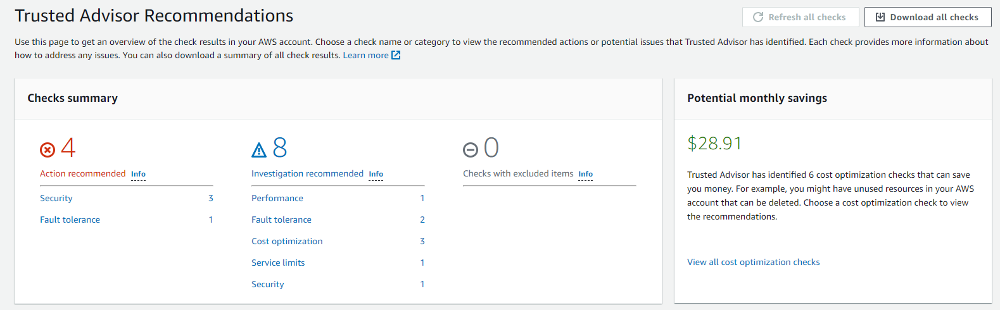 Trusted Advisor Recommendations
Refresh all checks
Download all checks
Use this page to get an overview of the check results in your AWS account. Choose a check name or category to view the recommended actions or potential issues that Trusted Advisor has identified. Each check provides more information about
how to address any issues. You can also download a summary of all check results. Learn more
Checks summary
4
Action recommended Info
Security 3
Fault tolerance 1
8
Investigation recommended Info
Performance 1
Fault tolerance 2
Cost optimization 3
Service limits 1
Security 1
0
Checks with excluded items Info
Potential monthly savings
$28.91
Trusted Advisor has identified 6 cost optimization checks that can save
you money. For example, you might have unused resources in your AWS
account that can be deleted. Choose a cost optimization check to view
the recommendations.
View all cost optimization checks